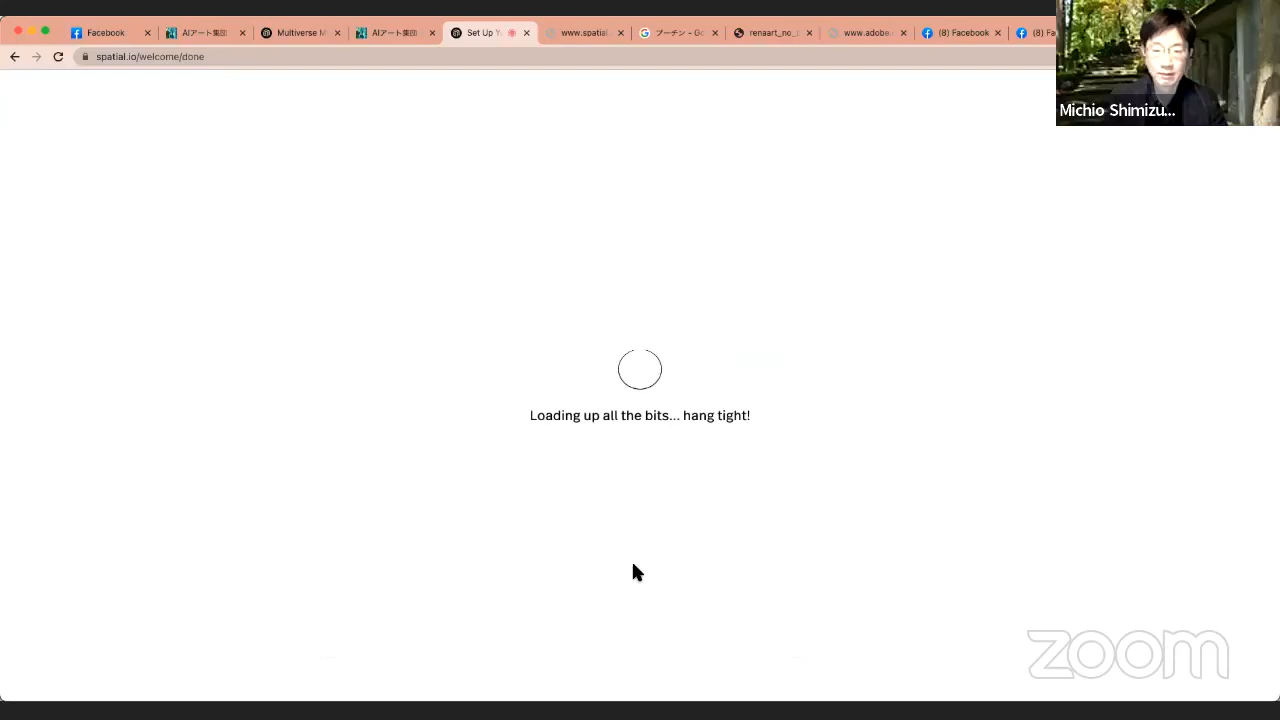 Facebook
AIアート集団
Multiverse M
AIアート集団
Set Up Y
www.spatial.
プーチン - Go
renaart_no_
www.adobe.
(8) Facebook
(8) Fa
spatial.io/welcome/done
Michio Shimizu...
Loading up all the bits... hang tight!
zoom